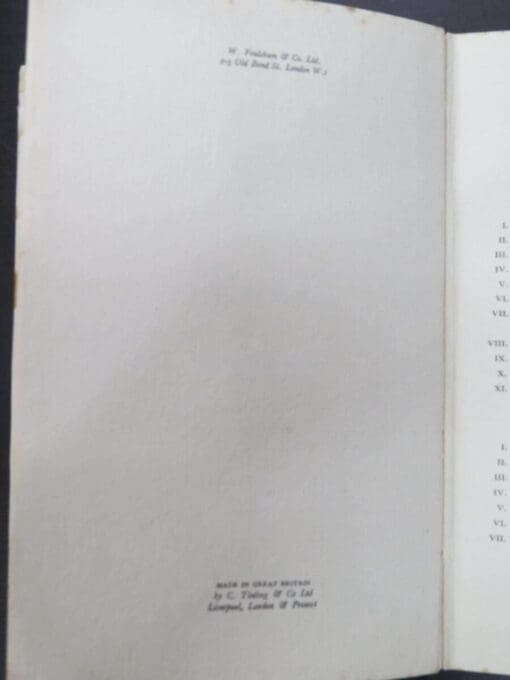 W. Foulsham & Co. Ltd.
2-5 Old Bond St. London W.1
MADE IN GREAT BRITAIN
by C. Tinling & Co Ltd
Liverpool, London & Prescot
I.
II.
III.
IV.
V.
VI.
VII.
VIII.
IX.
X.
XI.
I.
II.
III.
IV.
V.
VI.
VII.